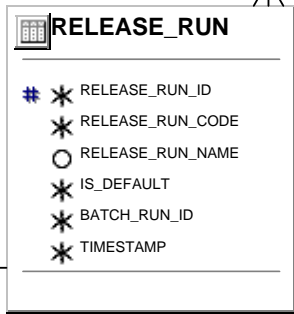 RELEASE_RUN
# * RELEASE_RUN_ID
* RELEASE_RUN_CODE
O RELEASE_RUN_NAME
* IS_DEFAULT
* BATCH_RUN_ID
* TIMESTAMP